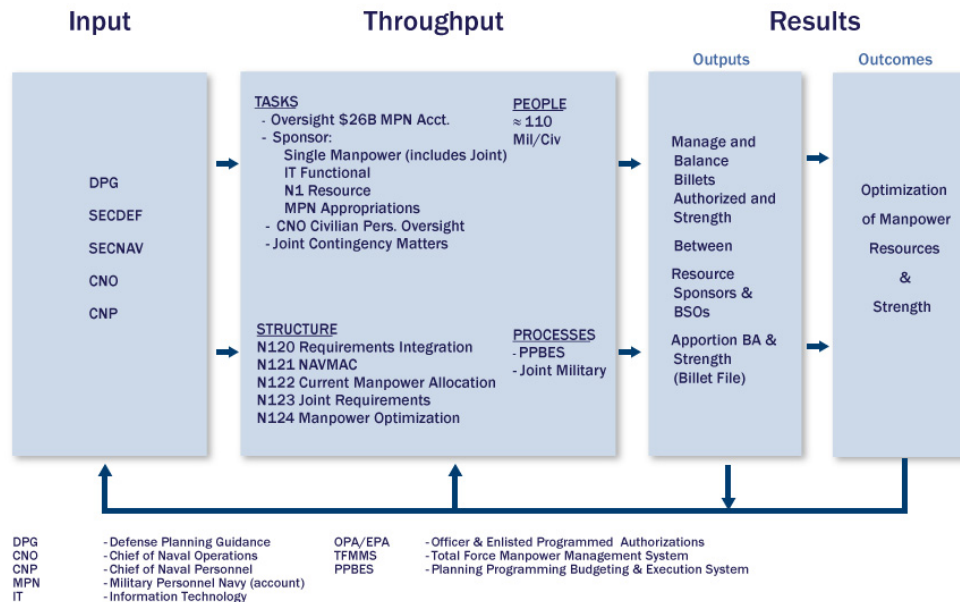 Input
Throughput
Results
Outputs
Outcomes
DPG
SECDEF
SECNAV
CNO
CNP
TASKS
- Oversight $26B MPN Acct.
- Sponsor:
Single Manpower (includes Joint)
IT Functional
N1 Resource
MPN Appropriations
- CNO Civilian Pers. Oversight
- Joint Contingency Matters
PEOPLE
≈ 110
Mil/Civ
STRUCTURE
N120 Requirements Integration
N121 NAVMAC
N122 Current Manpower Allocation
N123 Joint Requirements
N124 Manpower Optimization
PROCESSES
- PPBES
- Joint Military
Manage and
Balance
Billets
Authorized and
Strength
Between
Resource
Sponsors &
BSOs
Apportion BA &
Strength
(Billet File)
Optimization
of Manpower
Resources
&
Strength
DPG - Defense Planning Guidance
CNO - Chief of Naval Operations
CNP - Chief of Naval Personnel
MPN - Military Personnel Navy (account)
IT - Information Technology
OPA/EPA - Officer & Enlisted Programmed Authorizations
TFMMS - Total Force Manpower Management System
PPBES - Planning Programming Budgeting & Execution System